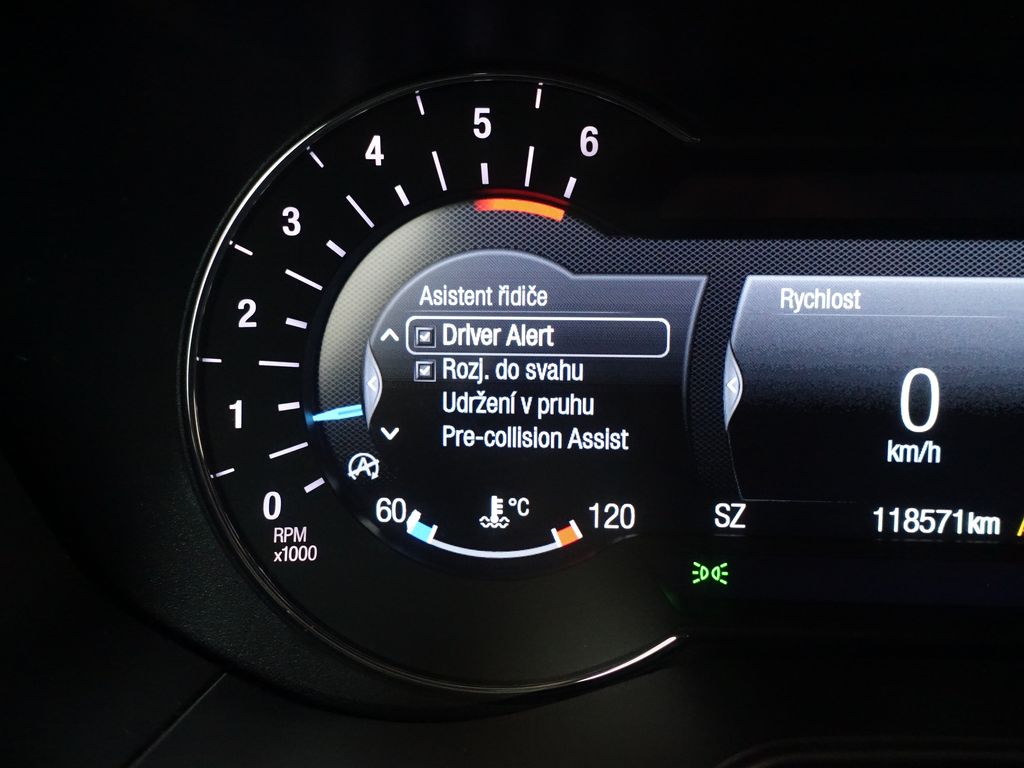 6
5
4
3
2
1
0
RPM
x1000
Asistent řidiče
Driver Alert
Rozj. do svahu
Udržení v pruhu
Pre-collision Assist
A
60
°C
120
Rychlost
0
km/h
SZ
118571km